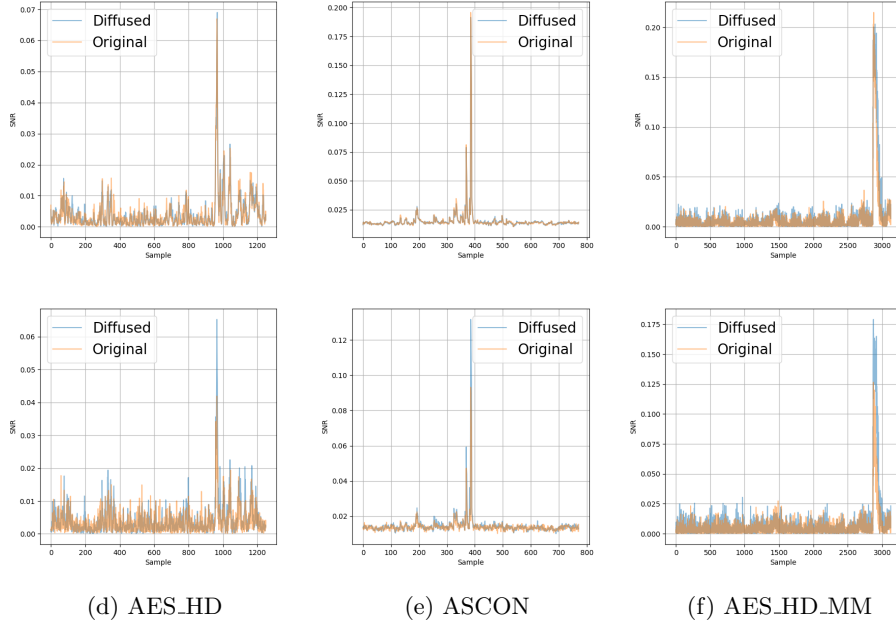 0.07
0.06
0.05
0.04
0.03
0.02
0.01
0.00
SNR
Diffused
Original
0 200 400 600 800 1000 1200
Sample
0.200
0.175
0.150
0.125
0.100
0.075
0.050
0.025
SNR
Diffused
Original
0 100 200 300 400 500 600 700 800
Sample
0.20
0.15
0.10
0.05
0.00
SNR
Diffused
Original
0 500 1000 1500 2000 2500 3000
Sample
0.06
0.05
0.04
0.03
0.02
0.01
0.00
SNR
Diffused
Original
0 200 400 600 800 1000 1200
Sample
0.12
0.10
0.08
0.06
0.04
0.02
SNR
Diffused
Original
0 100 200 300 400 500 600 700 800
Sample
0.175
0.150
0.125
0.100
0.075
0.050
0.025
0.000
SNR
Diffused
Original
0 500 1000 1500 2000 2500 3000
Sample
(d) AES_HD
(e) ASCON
(f) AES_HD_MM